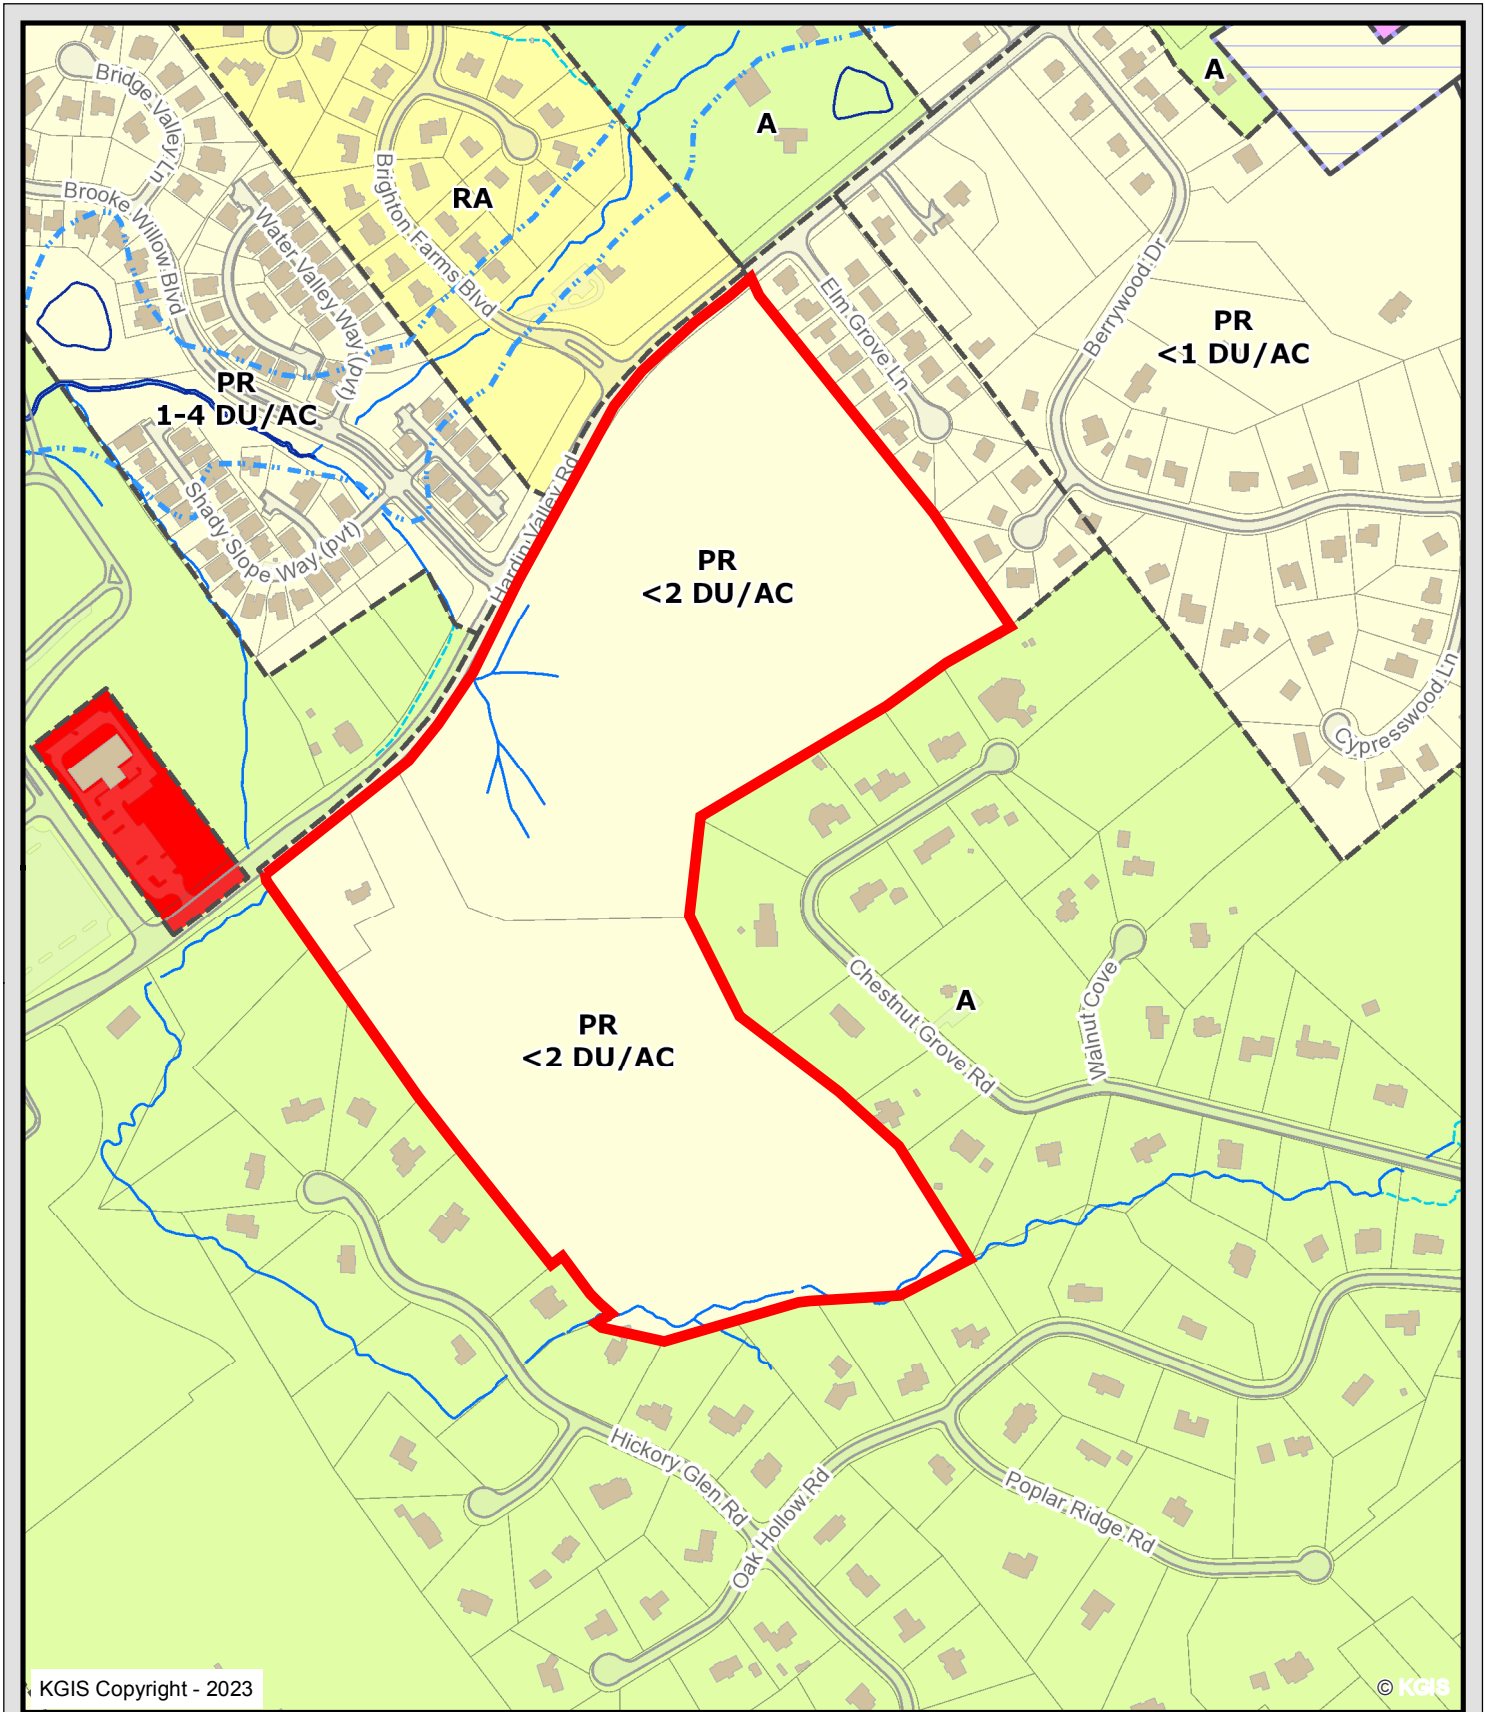 A
Bridge Valley Ln
A
Brooke Willow Blvd
Brighton Farms Blvd
RA
Water Valley Way (pvt)
Elm Grove Ln
Berrywood Dr
PR
<1 DU/AC
PR
1-4 DU/AC
Hardin Valley Rd
Shady Slope Way (pvt)
PR
<2 DU/AC
Cypresswood Ln
Chestnut Grove Rd
A
Walnut Cove
PR
<2 DU/AC
Hickory Glen Rd
Oak Hollow Rd
Poplar Ridge Rd
KGIS Copyright - 2023
© KGIS